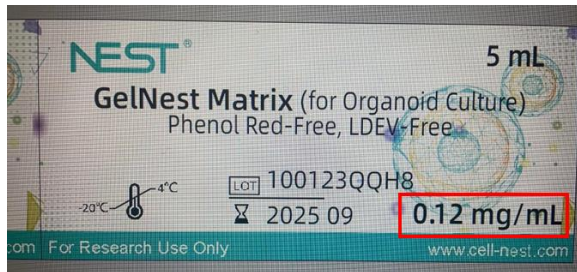 NEST®
5 mL
GelNest Matrix (for Organoid Culture)
Phenol Red-Free, LDEV-Free
4°C
-20°C
LOT 100123QQH8
2025 09
0.12 mg/mL
com For Research Use Only
www.cell-nest.com